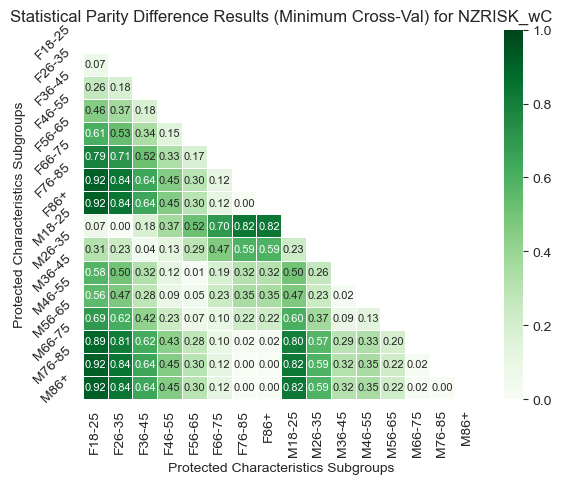 Statistical Parity Difference Results (Minimum Cross-Val) for NZRISK_wC
Protected Characteristics Subgroups
F18-25
F26-35 0.07
F36-45 0.26 0.18
F46-55 0.46 0.37 0.18
F56-65 0.61 0.53 0.34 0.15
F66-75 0.79 0.71 0.52 0.33 0.17
F76-85 0.92 0.84 0.64 0.45 0.30 0.12
F86+ 0.92 0.84 0.64 0.45 0.30 0.12 0.00
M18-25 0.07 0.00 0.18 0.37 0.52 0.70 0.82 0.82
M26-35 0.31 0.23 0.04 0.13 0.29 0.47 0.59 0.59 0.23
M36-45 0.58 0.50 0.32 0.12 0.01 0.19 0.32 0.32 0.50 0.26
M46-55 0.56 0.47 0.28 0.09 0.05 0.23 0.35 0.35 0.47 0.23 0.02
M56-65 0.69 0.62 0.42 0.23 0.07 0.10 0.22 0.22 0.60 0.37 0.09 0.13
M66-75 0.89 0.81 0.62 0.43 0.28 0.10 0.02 0.02 0.80 0.57 0.29 0.33 0.20
M76-85 0.92 0.84 0.64 0.45 0.30 0.12 0.00 0.00 0.82 0.59 0.32 0.35 0.22 0.02
M86+ 0.92 0.84 0.64 0.45 0.30 0.12 0.00 0.00 0.82 0.59 0.32 0.35 0.22 0.02 0.00
F18-25 F26-35 F36-45 F46-55 F56-65 F66-75 F76-85 F86+ M18-25 M26-35 M36-45 M46-55 M56-65 M66-75 M76-85 M86+
Protected Characteristics Subgroups
1.0
0.8
0.6
0.4
0.2
0.0